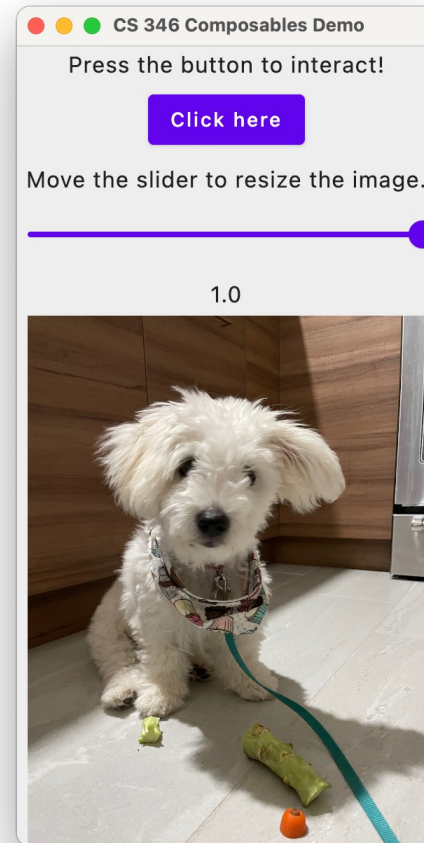 CS 346 Composables Demo
Press the button to interact!
Click here
Move the slider to resize the image.
1.0